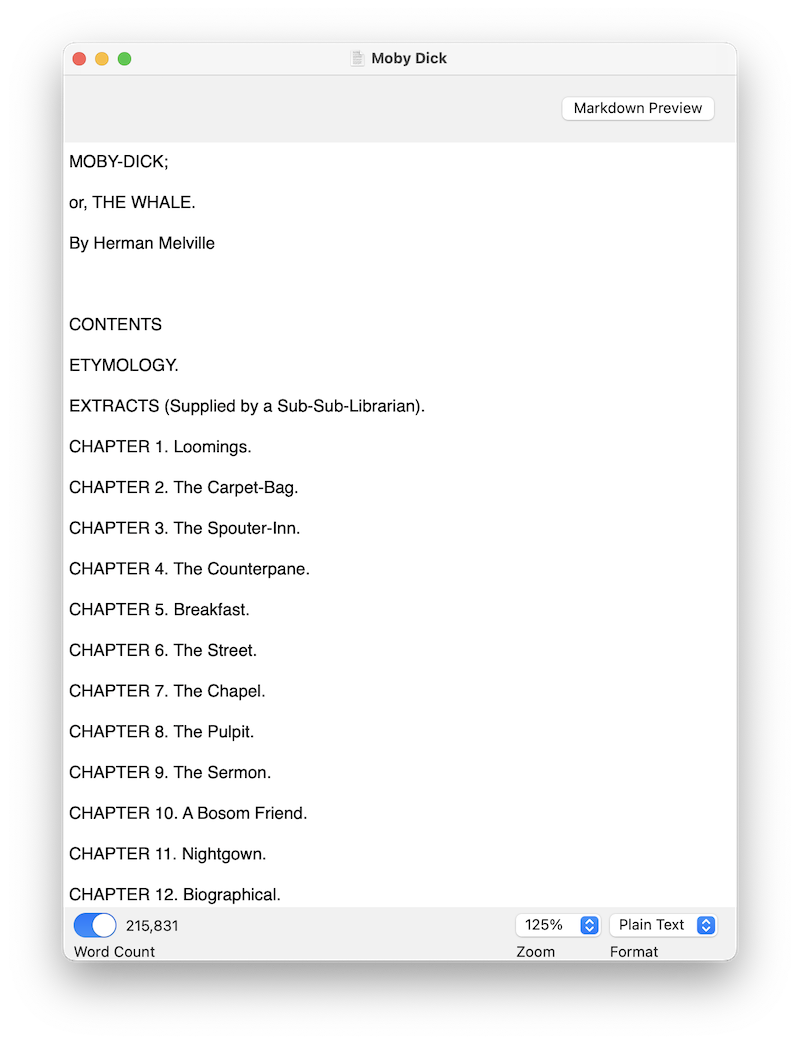 Moby Dick
Markdown Preview
MOBY-DICK;
or, THE WHALE.
By Herman Melville
CONTENTS
ETYMOLOGY.
EXTRACTS (Supplied by a Sub-Sub-Librarian).
CHAPTER 1. Loomings.
CHAPTER 2. The Carpet-Bag.
CHAPTER 3. The Spouter-Inn.
CHAPTER 4. The Counterpane.
CHAPTER 5. Breakfast.
CHAPTER 6. The Street.
CHAPTER 7. The Chapel.
CHAPTER 8. The Pulpit.
CHAPTER 9. The Sermon.
CHAPTER 10. A Bosom Friend.
CHAPTER 11. Nightgown.
CHAPTER 12. Biographical.
215,831 125% Plain Text
Word Count Zoom Format